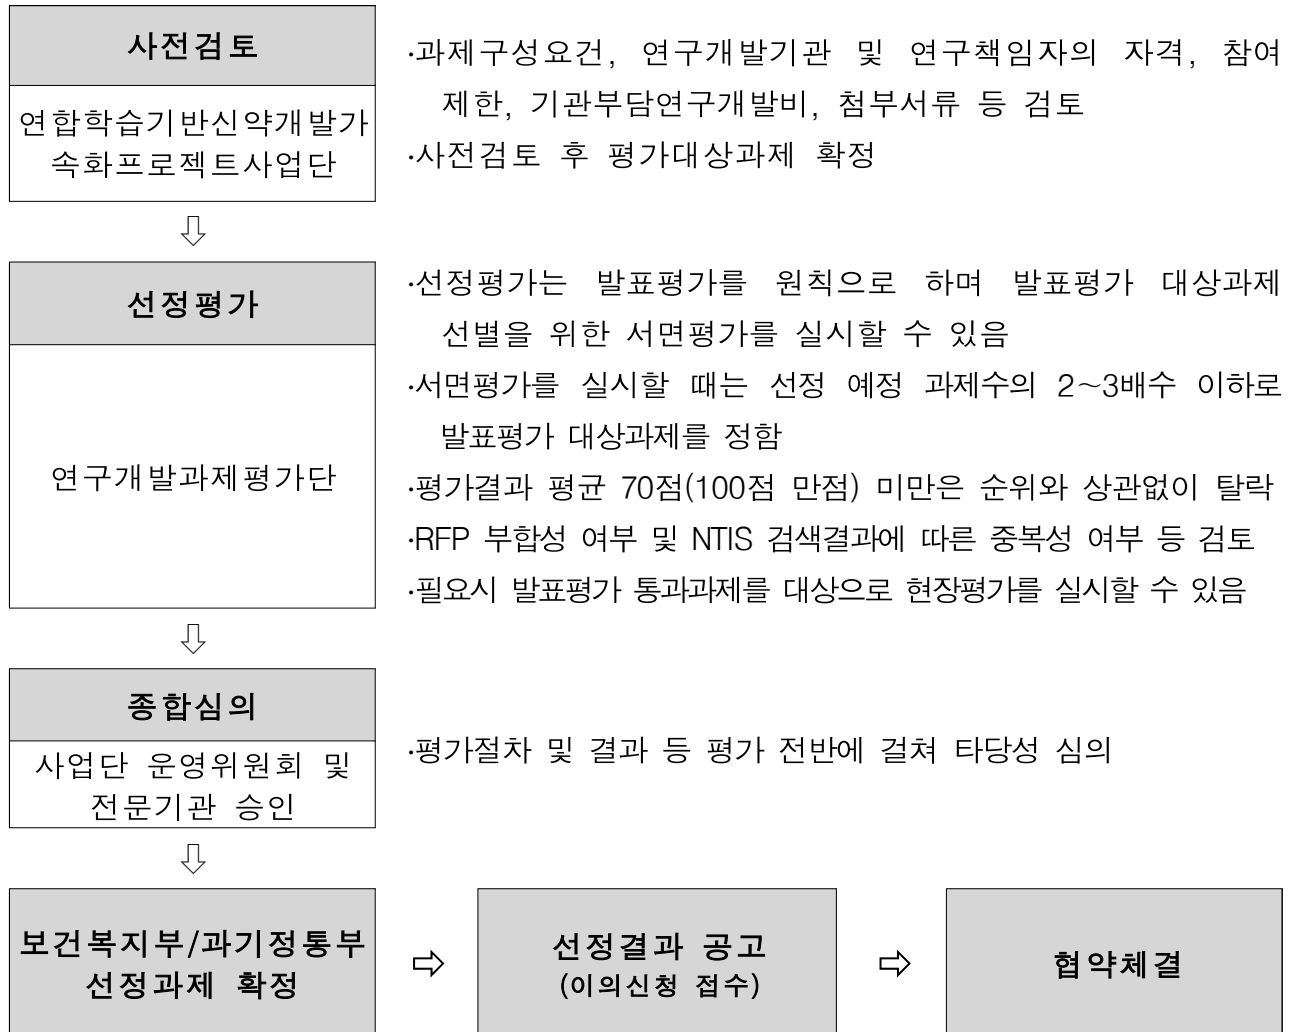 사전검토
연합학습기반신약개발가
속화프로젝트사업단
·과제구성요건, 연구개발기관 및 연구책임자의 자격, 참여
제한, 기관부담연구개발비, 첨부서류 등 검토
·사전검토 후 평가대상과제 확정
⇩
선정평가
연구개발과제평가단
·선정평가는 발표평가를 원칙으로 하며 발표평가 대상과제
선별을 위한 서면평가를 실시할 수 있음
·서면평가를 실시할 때는 선정 예정 과제수의 2~3배수 이하로
발표평가 대상과제를 정함
·평가결과 평균 70점(100점 만점) 미만은 순위와 상관없이 탈락
·RFP 부합성 여부 및 NTIS 검색결과에 따른 중복성 여부 등 검토
·필요시 발표평가 통과과제를 대상으로 현장평가를 실시할 수 있음
⇩
종합심의
사업단 운영위원회 및
전문기관 승인
·평가절차 및 결과 등 평가 전반에 걸쳐 타당성 심의
⇩
보건복지부/과기정통부
선정과제 확정
⇨
선정결과 공고
(이의신청 접수)
⇨
협약체결